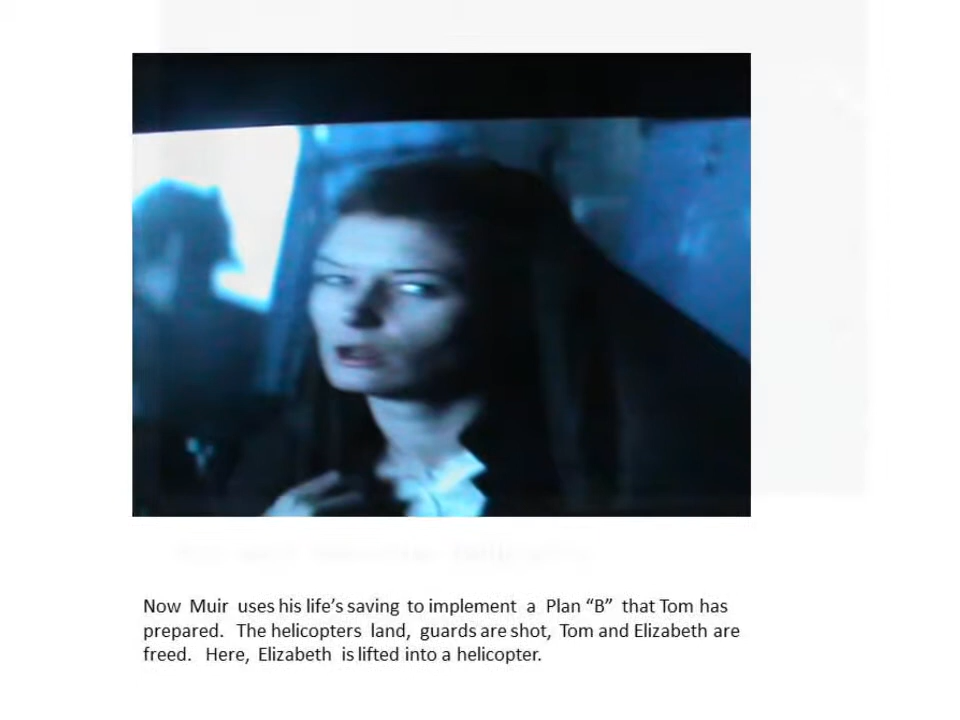 Now Muir uses his life's saving to implement a Plan "B" that Tom has
prepared. The helicopters land, guards are shot, Tom and Elizabeth are
freed. Here, Elizabeth is lifted into a helicopter.